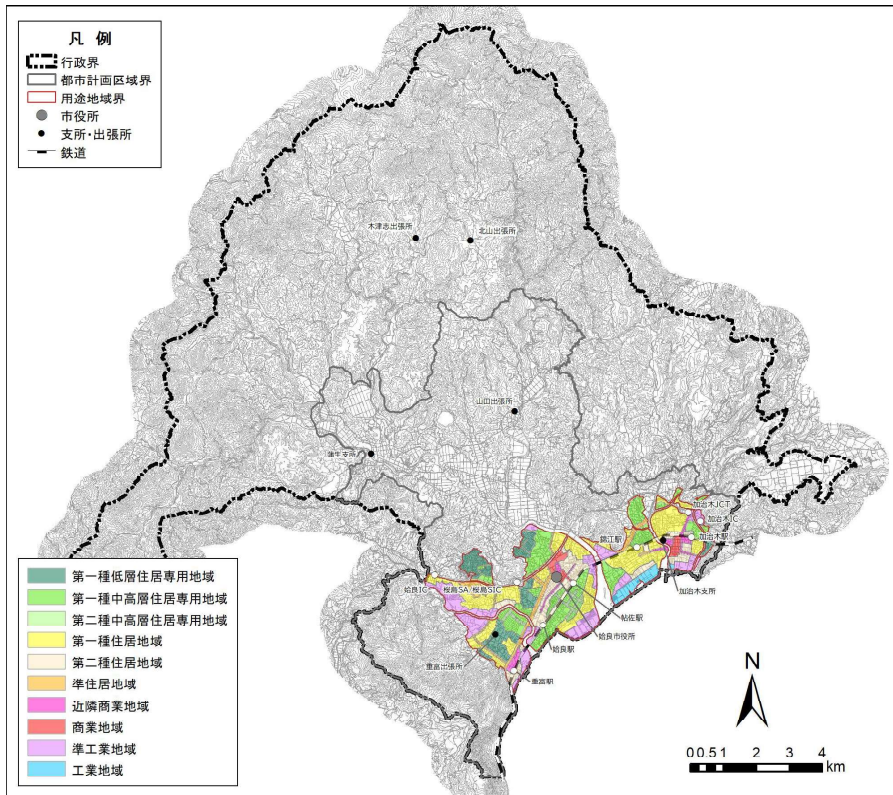 凡 例
行政界
都市計画区域界
用途地域界
市役所
支所・出張所
鉄道
木津志出張所
北山出張所
山田出張所
蒲生支所
加治木JCT
加治木IC
錦江駅
加治木駅
加治木支所
姶良IC
桜島SA/桜島SIC
帖佐駅
姶良市役所
姶良駅
重富出張所
重富駅
第一種低層住居専用地域
第一種中高層住居専用地域
第二種中高層住居専用地域
第一種住居地域
第二種住居地域
準住居地域
近隣商業地域
商業地域
準工業地域
工業地域
N
0 0.5 1 2 3 4
km